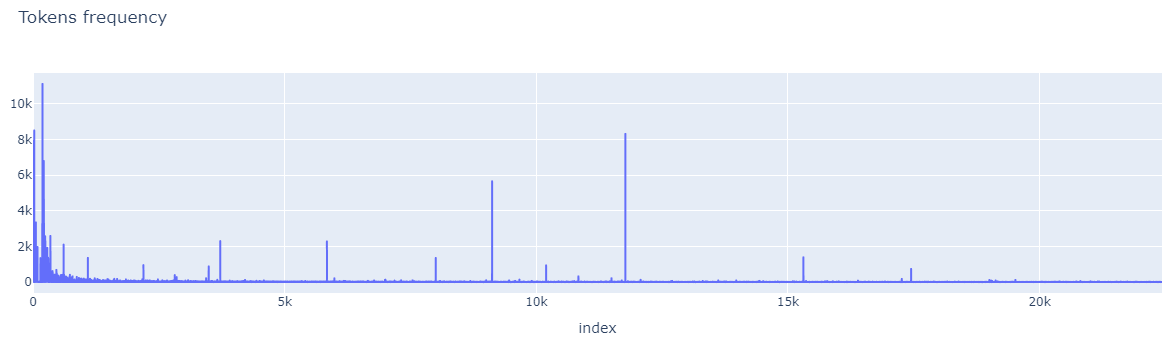 Tokens frequency
10k
8k
6k
4k
2k
0
0 5k 10k 15k 20k
index